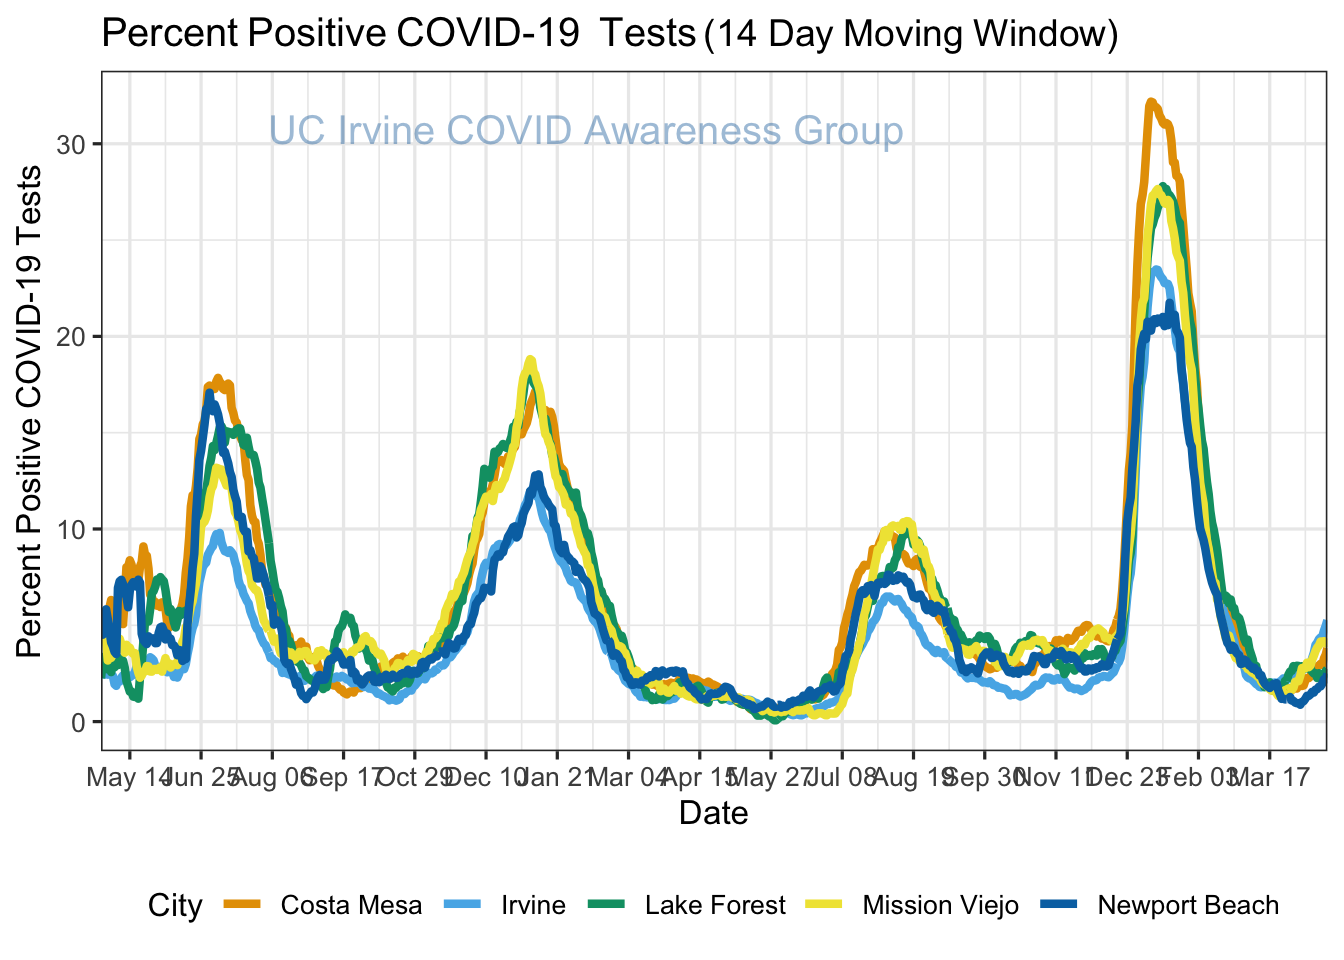 Percent Positive COVID-19 Tests (14 Day Moving Window)
UC Irvine COVID Awareness Group
Percent Positive COVID-19 Tests
30
20
10
0
May 14 Jun 25 Aug 06 Sep 17 Oct 29 Dec 10 Jan 21 Mar 04 Apr 15 May 27 Jul 08 Aug 19 Sep 30 Nov 11 Dec 23 Feb 03 Mar 17
Date
City Costa Mesa Irvine Lake Forest Mission Viejo Newport Beach